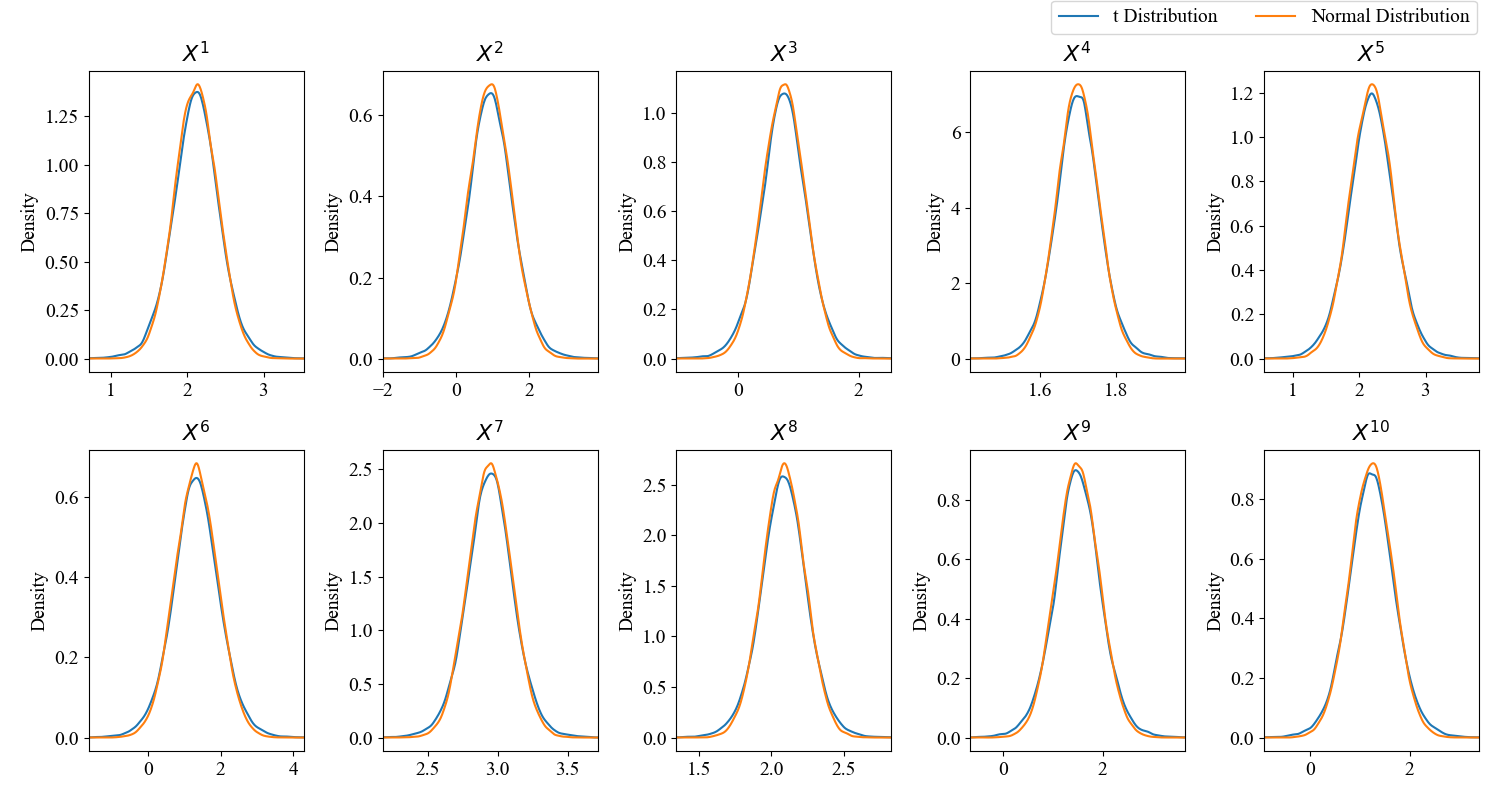 t Distribution Normal Distribution
X^1 X^2 X^3 X^4 X^5
Density
0.00 0.25 0.50 0.75 1.00 1.25
1 2 3
Density
0.0 0.2 0.4 0.6
−2 0 2
Density
0.0 0.2 0.4 0.6 0.8 1.0
0 2
Density
0 2 4 6
1.6 1.8
Density
0.0 0.2 0.4 0.6 0.8 1.0 1.2
1 2 3
X^6 X^7 X^8 X^9 X^10
Density
0.0 0.2 0.4 0.6
0 2 4
Density
0.0 0.5 1.0 1.5 2.0 2.5
2.5 3.0 3.5
Density
0.0 0.5 1.0 1.5 2.0 2.5
1.5 2.0 2.5
Density
0.0 0.2 0.4 0.6 0.8
0 2
Density
0.0 0.2 0.4 0.6 0.8
0 2